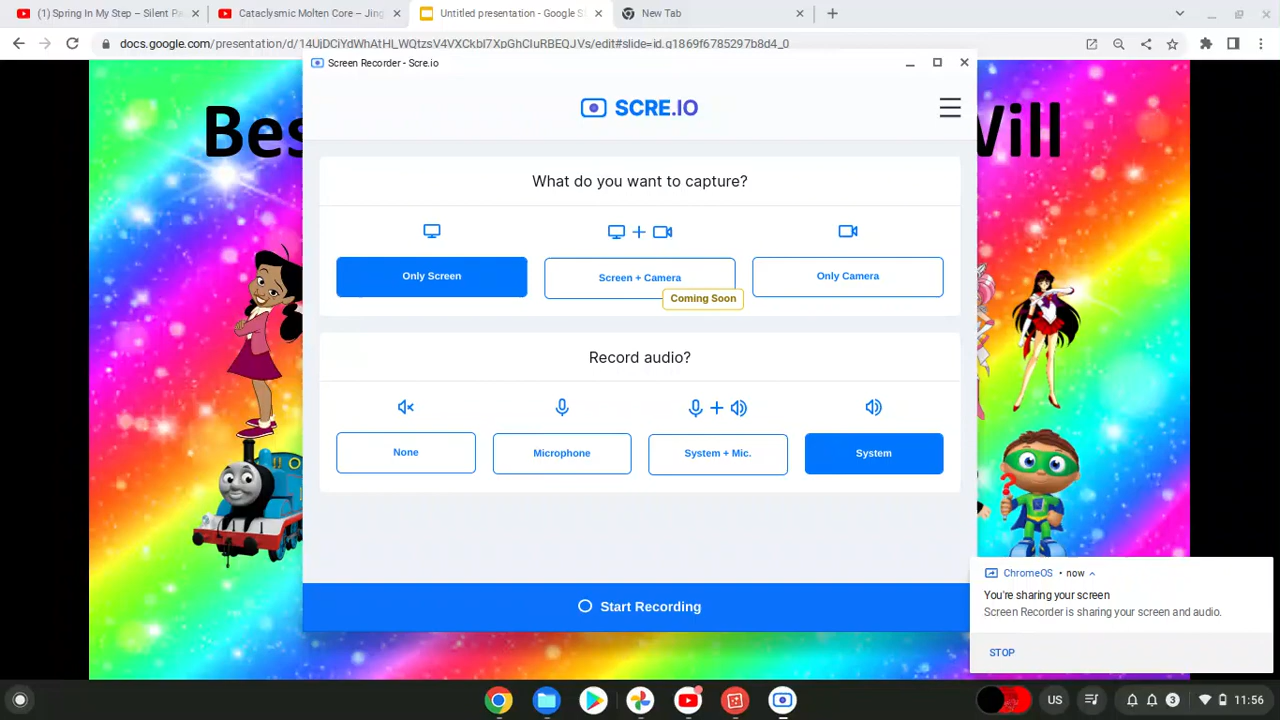 (1) Spring In My Step – Silent Pa
Cataclysmic Molten Core – Jing
Untitled presentation - Google S
New Tab
docs.google.com/presentation/d/14UjDCiYdWhAtHl_WQtzsV4VXCkbl7XpGhCIuRBEQJVs/edit#slide=id.g1869f6785297b8d4_0
Screen Recorder - Scre.io
SCRE.IO
Bes
Will
What do you want to capture?
Only Screen
Screen + Camera
Only Camera
Coming Soon
Record audio?
None
Microphone
System + Mic.
System
Start Recording
ChromeOS • now
You're sharing your screen
Screen Recorder is sharing your screen and audio.
STOP
US
3
11:56